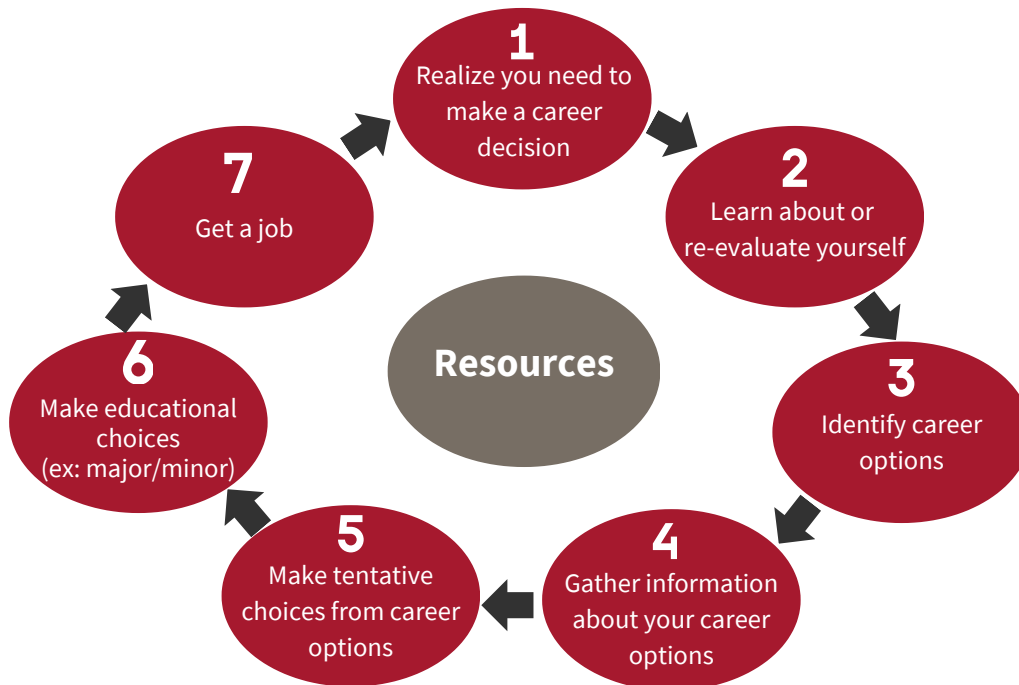 1
Realize you need to
make a career
decision
2
Learn about or
re-evaluate yourself
3
Identify career
options
4
Gather information
about your career
options
5
Make tentative
choices from career
options
6
Make educational
choices
(ex: major/minor)
7
Get a job
Resources